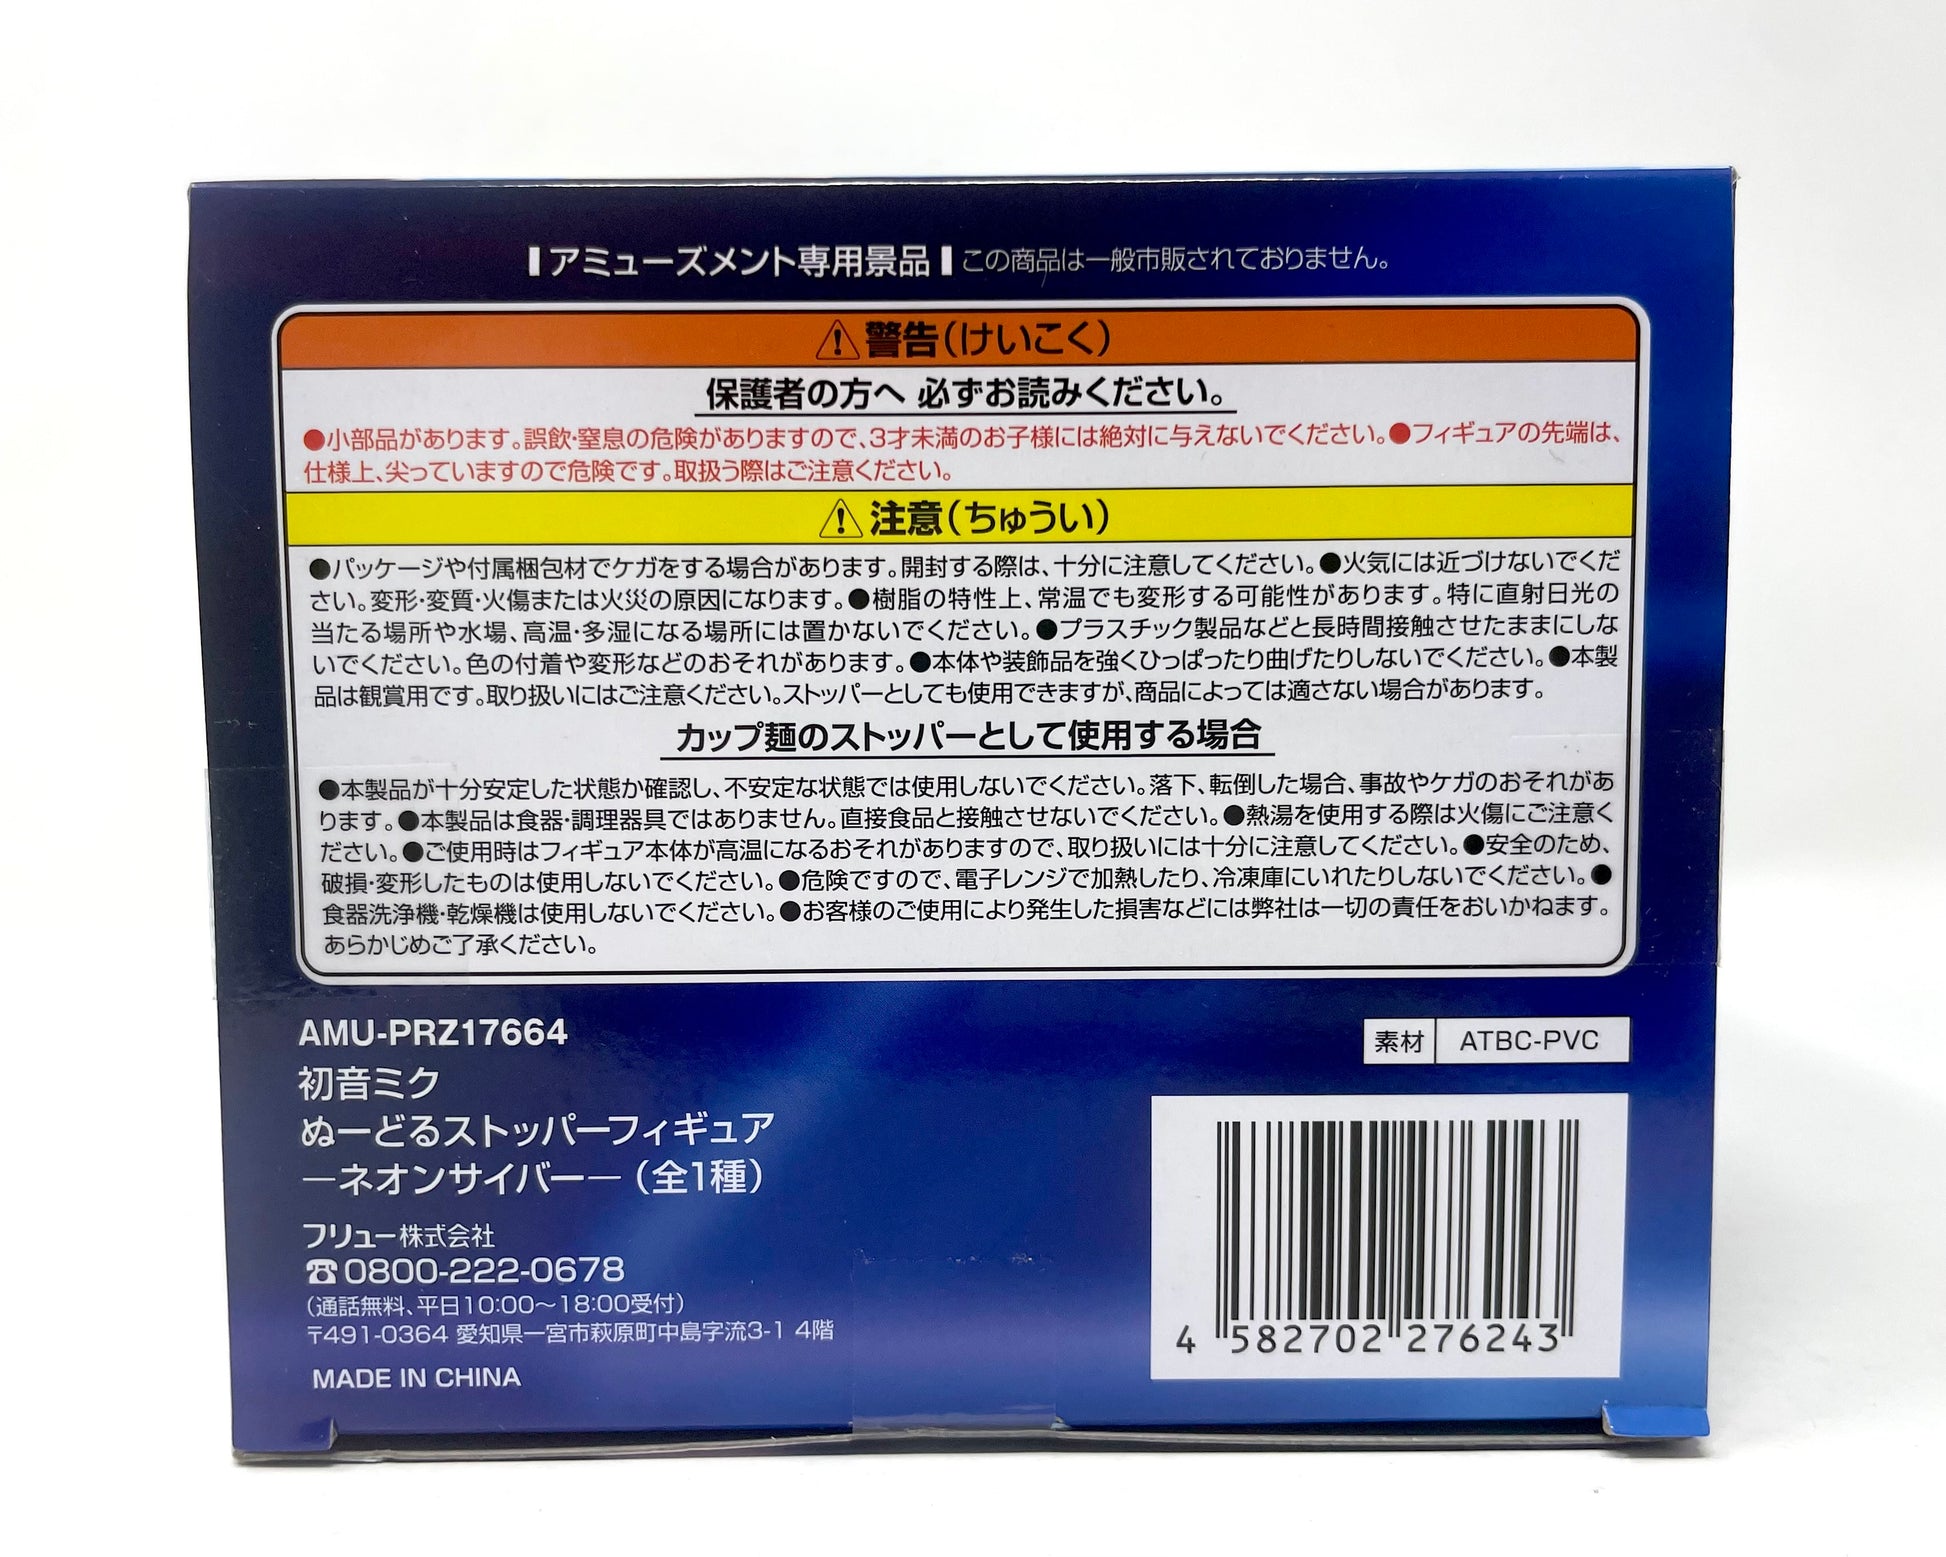 アミューズメント専用景品 この商品は一般市販されておりません。
⚠警告(けいこく)
保護者の方へ 必ずお読みください。
●小部品があります。誤飲・窒息の危険がありますので、3才未満のお子様には絶対に与えないでください。●フィギュアの先端は、
仕様上、尖っていますので危険です。取扱う際はご注意ください。
⚠注意(ちゅうい)
●パッケージや付属梱包材でケガをする場合があります。開封する際は、十分に注意してください。●火気には近づけないでくだ
さい。変形・変質・火傷または火災の原因になります。●樹脂の特性上、常温でも変形する可能性があります。特に直射日光の
当たる場所や水場、高温・多湿になる場所には置かないでください。●プラスチック製品などと長時間接触させたままにしな
いでください。色の付着や変形などのおそれがあります。●本体や装飾品を強くひっぱったり曲げたりしないでください。●本製
品は観賞用です。取り扱いにはご注意ください。ストッパーとしても使用できますが、商品によっては適さない場合があります。
カップ麺のストッパーとして使用する場合
●本製品が十分安定した状態か確認し、不安定な状態では使用しないでください。落下、転倒した場合、事故やケガのおそれがあ
ります。●本製品は食器・調理器具ではありません。直接食品と接触させないでください。●熱湯を使用する際は火傷にご注意く
ださい。●ご使用時はフィギュア本体が高温になるおそれがありますので、取り扱いには十分に注意してください。●安全のため、
破損・変形したものは使用しないでください。●危険ですので、電子レンジで加熱したり、冷凍庫にいれたりしないでください。●
食器洗浄機・乾燥機は使用しないでください。●お客様のご使用により発生した損害などには弊社は一切の責任をおいかねます。
あらかじめご了承ください。
AMU-PRZ17664
初音ミク
ぬーどるストッパーフィギュア
―ネオンサイバー―(全1種)
フリュー株式会社
☎0800-222-0678
(通話無料、平日10:00〜18:00受付)
〒491-0364 愛知県一宮市萩原町中島字流3-1 4階
MADE IN CHINA
素材 ATBC-PVC
4 582702 276243